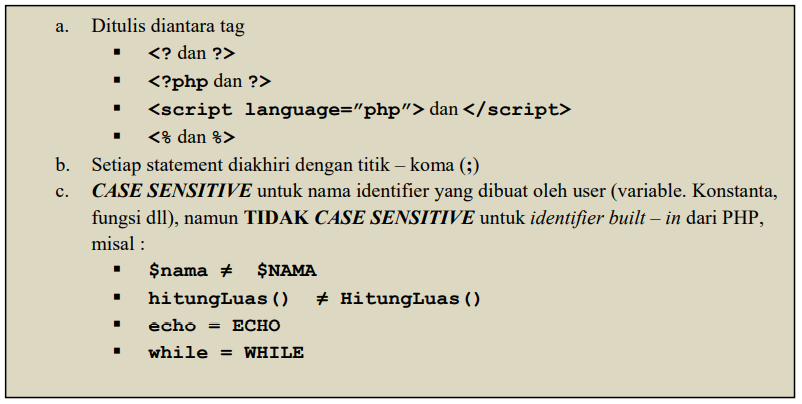 a. Ditulis diantara tag
▪ <? dan ?>
▪ <?php dan ?>
▪ <script language=”php”> dan </script>
▪ <% dan %>
b. Setiap statement diakhiri dengan titik – koma (;)
c. CASE SENSITIVE untuk nama identifier yang dibuat oleh user (variable. Konstanta,
fungsi dll), namun TIDAK CASE SENSITIVE untuk identifier built – in dari PHP,
misal :
▪ $nama ≠ $NAMA
▪ hitungLuas() ≠ HitungLuas()
▪ echo = ECHO
▪ while = WHILE